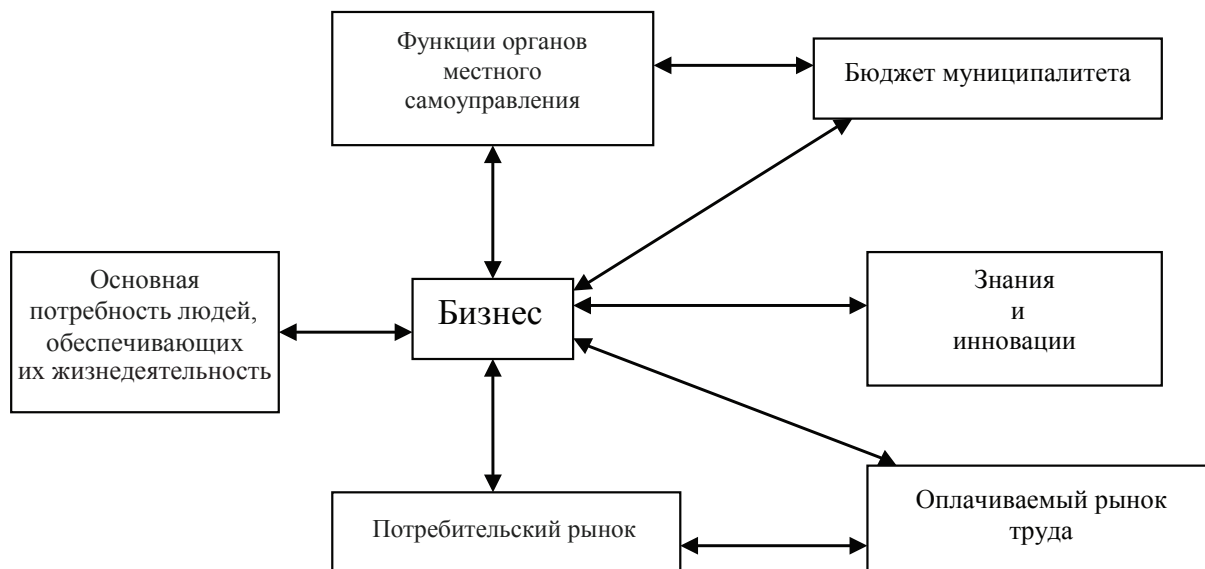 Функции органов
местного
самоуправления
Бюджет муниципалитета
Основная
потребность людей,
обеспечивающих
их жизнедеятельность
Бизнес
Знания
и
инновации
Потребительский рынок
Оплачиваемый рынок
труда